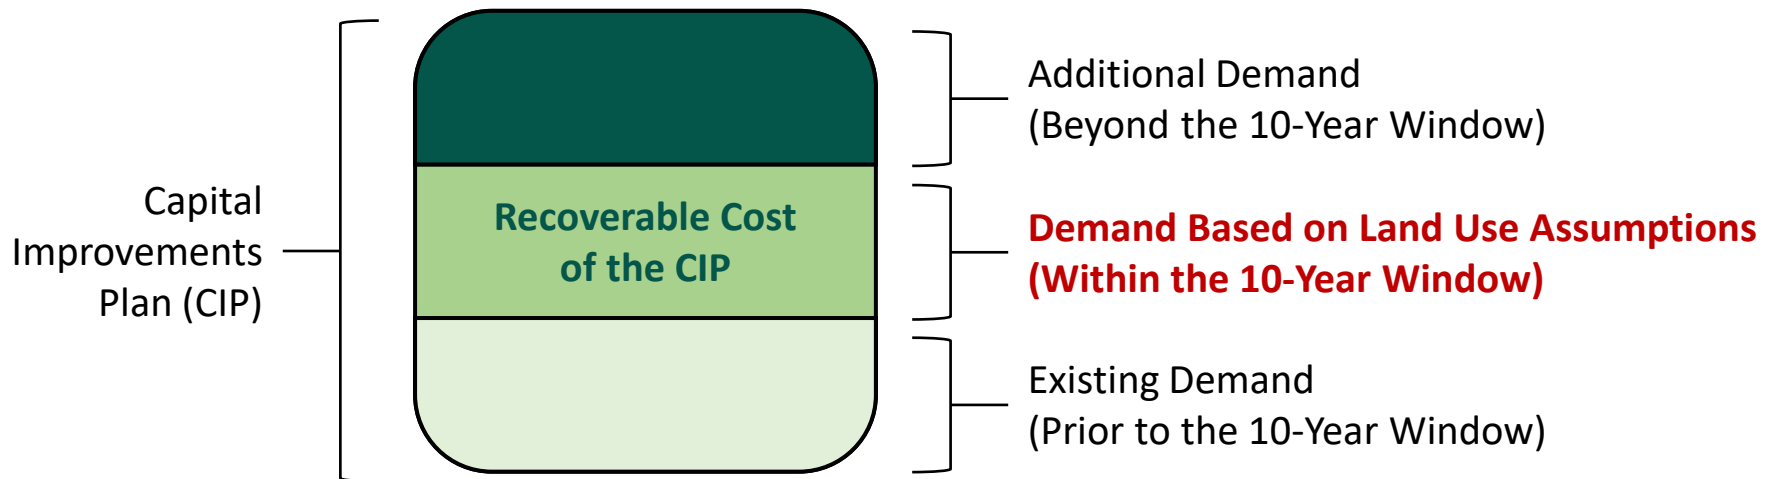 Capital
Improvements
Plan (CIP)
Recoverable Cost
of the CIP
Additional Demand
(Beyond the 10-Year Window)
Demand Based on Land Use Assumptions
(Within the 10-Year Window)
Existing Demand
(Prior to the 10-Year Window)